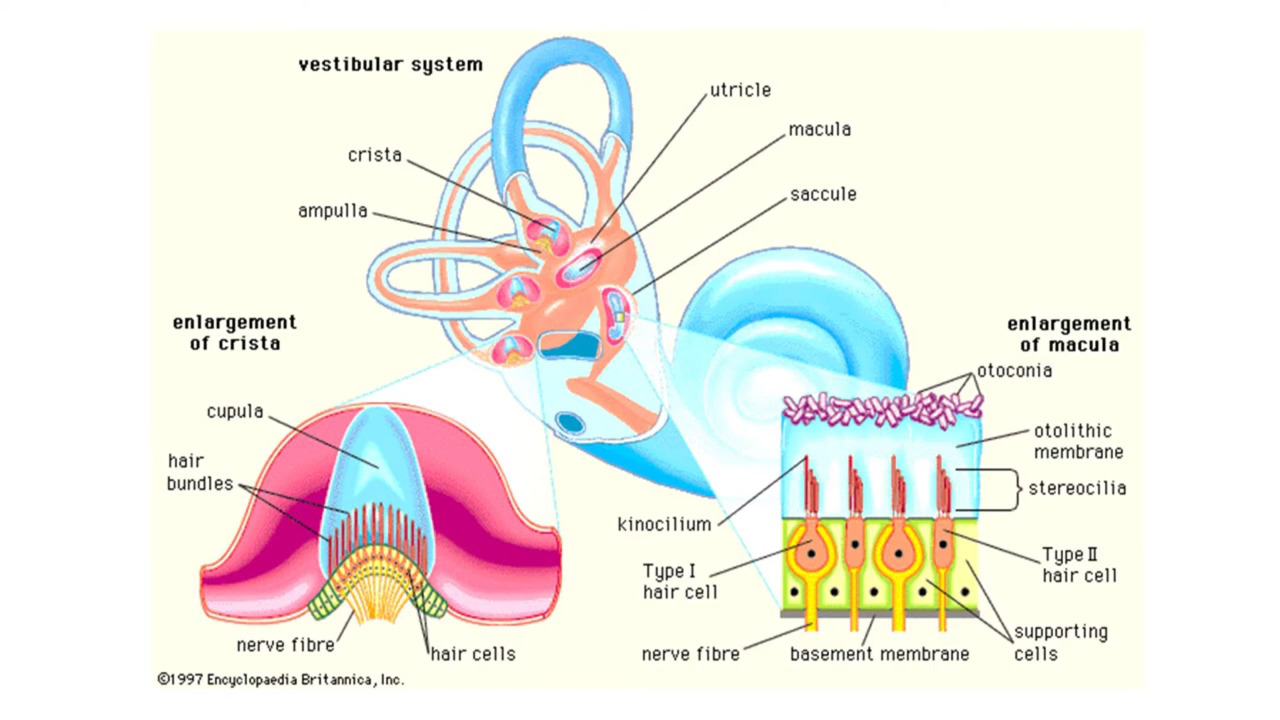 vestibular system
utricle
macula
saccule
crista
ampulla
enlargement
of crista
cupula
hair
bundles
nerve fibre
hair cells
enlargement
of macula
otoconia
otolithic
membrane
stereocilia
kinocilium
Type I
hair cell
Type II
hair cell
supporting
cells
nerve fibre
basement membrane
©1997 Encyclopaedia Britannica, Inc.